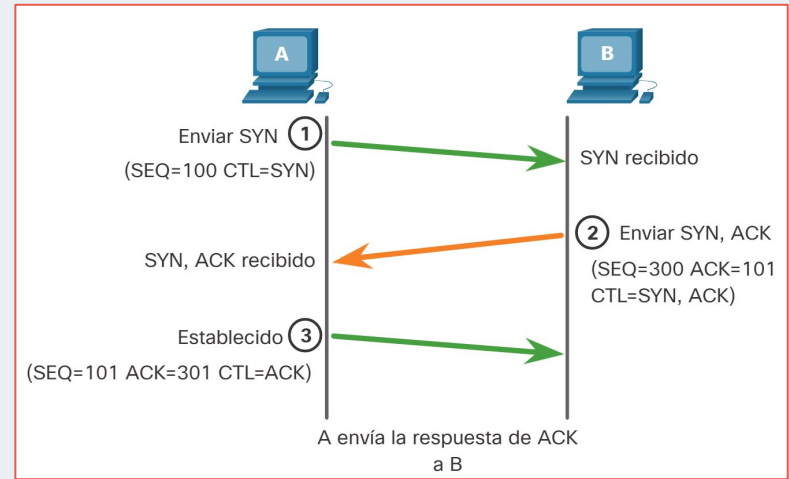 A
B
Enviar SYN 1
(SEQ=100 CTL=SYN)
SYN recibido
2 Enviar SYN, ACK
(SEQ=300 ACK=101
CTL=SYN, ACK)
SYN, ACK recibido
Establecido 3
(SEQ=101 ACK=301 CTL=ACK)
A envía la respuesta de ACK
a B